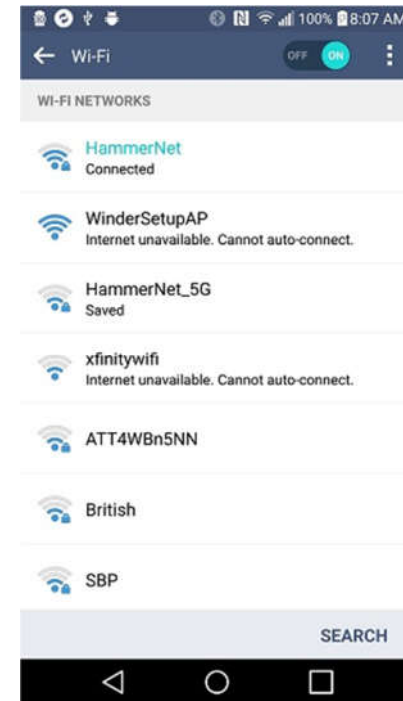 100% 8:07 AM
Wi-Fi
OFF ON
WI-FI NETWORKS
HammerNet
Connected
WinderSetupAP
Internet unavailable. Cannot auto-connect.
HammerNet_5G
Saved
xfinitywifi
Internet unavailable. Cannot auto-connect.
ATT4WBn5NN
British
SBP
SEARCH